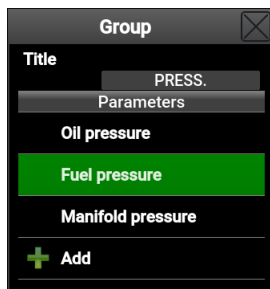 Group
Title
PRESS.
Parameters
Oil pressure
Fuel pressure
Manifold pressure
Add